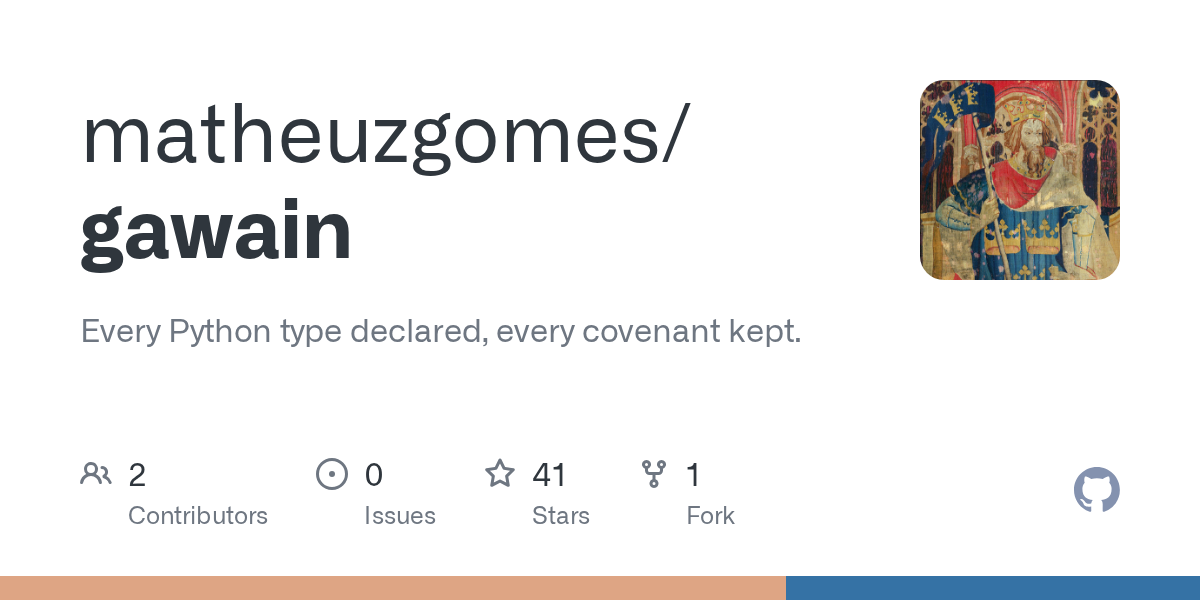 matheuzgomes/
gawain
Every Python type declared, every covenant kept.
2
Contributors
0
Issues
41
Stars
1
Fork